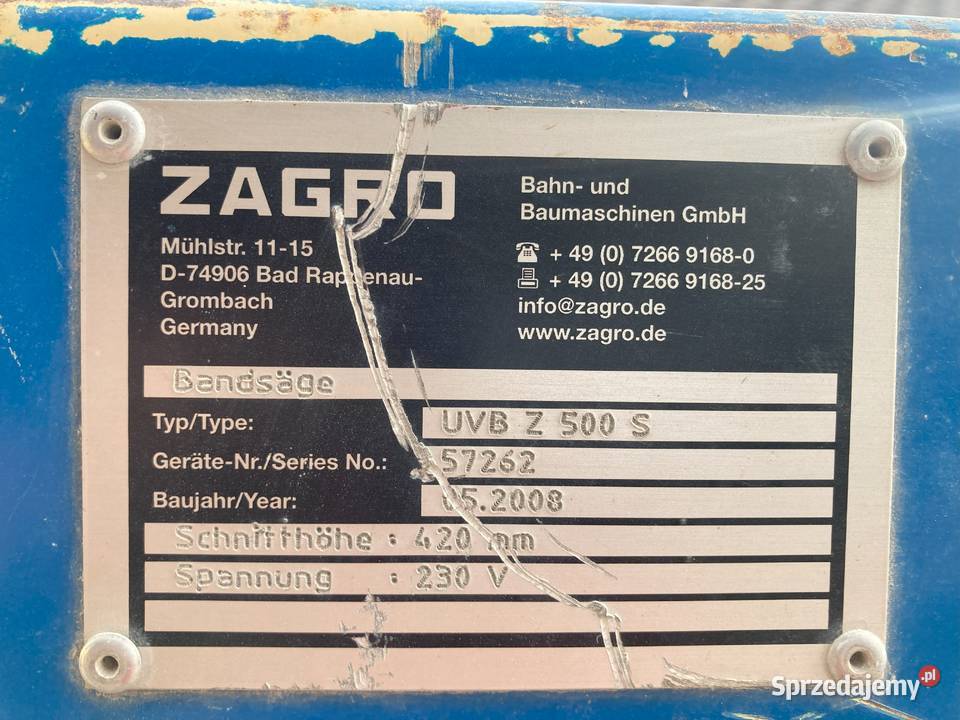 ZAGRO
Bahn- und
Baumaschinen GmbH
Mühlstr. 11-15
D-74906 Bad Rappenau-
Grombach
Germany
+ 49 (0) 7266 9168-0
+ 49 (0) 7266 9168-25
info@zagro.de
www.zagro.de
Bandsäge
Typ/Type: UVB Z 500 S
Geräte-Nr./Series No.: 57262
Baujahr/Year: 05.2008
Schnitthöhe : 420 mm
Spannung : 230 V
Sprzedajemy.pl